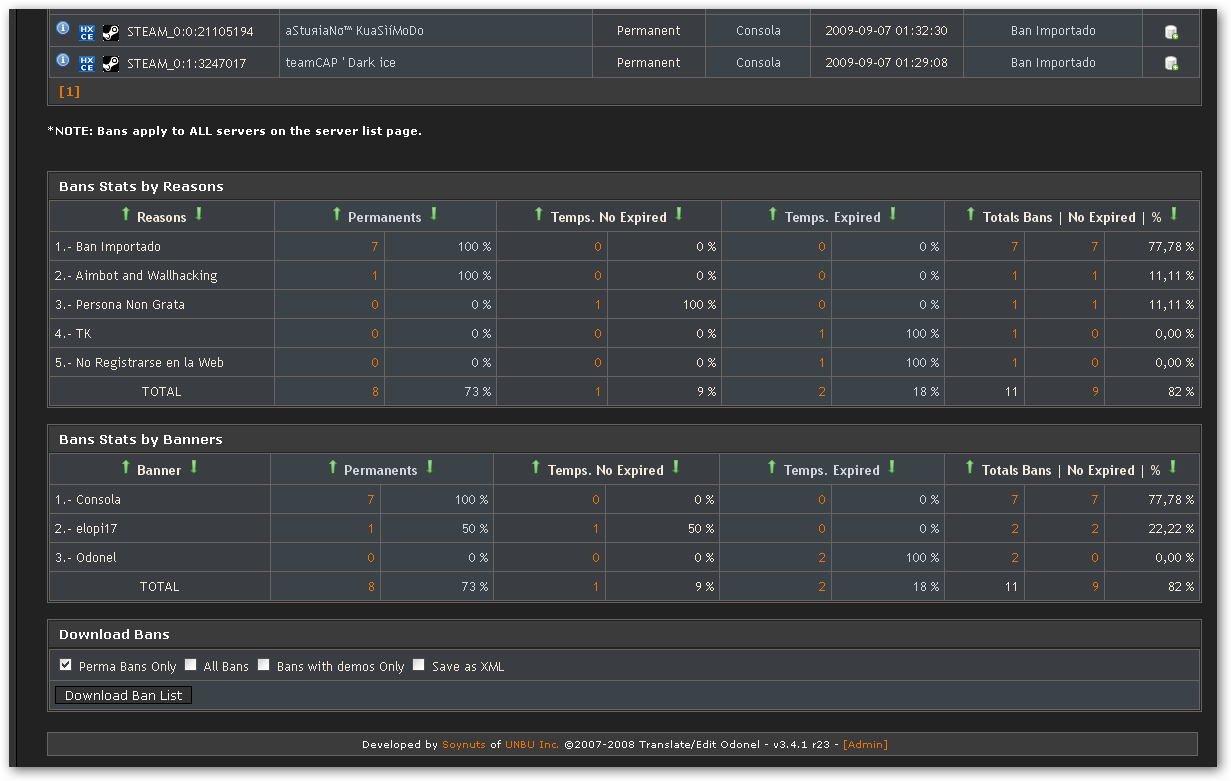 HX CE STEAM_0:0:21105194 aStuяiaNα™ KuaSiíMoDo Permanent Consola 2009-09-07 01:32:30 Ban Importado
HX CE STEAM_0:1:3247017 teamCAP ' Dark ice Permanent Consola 2009-09-07 01:29:08 Ban Importado
[1]
*NOTE: Bans apply to ALL servers on the server list page.
Bans Stats by Reasons
Reasons Permanents Temps. No Expired Temps. Expired Totals Bans | No Expired | %
1.- Ban Importado 7 100 % 0 0 % 0 0 % 7 7 77,78 %
2.- Aimbot and Wallhacking 1 100 % 0 0 % 0 0 % 1 1 11,11 %
3.- Persona Non Grata 0 0 % 1 100 % 0 0 % 1 1 11,11 %
4.- TK 0 0 % 0 0 % 1 100 % 1 0 0,00 %
5.- No Registrarse en la Web 0 0 % 0 0 % 1 100 % 1 0 0,00 %
TOTAL 8 73 % 1 9 % 2 18 % 11 9 82 %
Bans Stats by Banners
Banner Permanents Temps. No Expired Temps. Expired Totals Bans | No Expired | %
1.- Consola 7 100 % 0 0 % 0 0 % 7 7 77,78 %
2.- elopi17 1 50 % 1 50 % 0 0 % 2 2 22,22 %
3.- Odonel 0 0 % 0 0 % 2 100 % 2 0 0,00 %
TOTAL 8 73 % 1 9 % 2 18 % 11 9 82 %
Download Bans
Perma Bans Only All Bans Bans with demos Only Save as XML
Download Ban List
Developed by Soynuts of UNBU Inc. ©2007-2008 Translate/Edit Odonel - v3.4.1 r23 - [Admin]